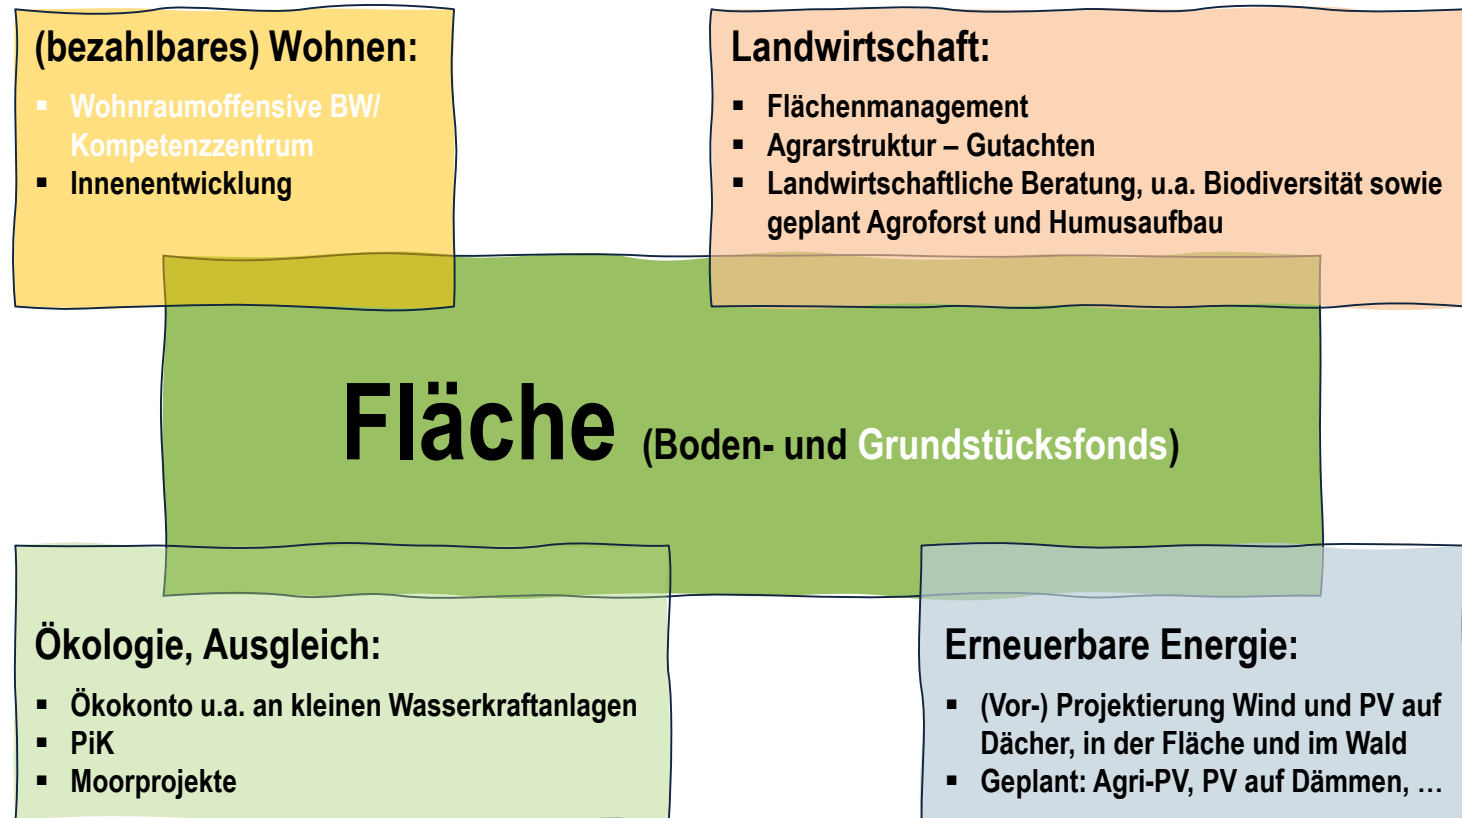 (bezahlbares) Wohnen:
▪ Wohnraumoffensive BW/
Kompetenzzentrum
▪ Innenentwicklung
Landwirtschaft:
▪ Flächenmanagement
▪ Agrarstruktur – Gutachten
▪ Landwirtschaftliche Beratung, u.a. Biodiversität sowie
geplant Agroforst und Humusaufbau
Fläche (Boden- und Grundstücksfonds)
Ökologie, Ausgleich:
▪ Ökokonto u.a. an kleinen Wasserkraftanlagen
▪ PiK
▪ Moorprojekte
Erneuerbare Energie:
▪ (Vor-) Projektierung Wind und PV auf
Dächer, in der Fläche und im Wald
▪ Geplant: Agri-PV, PV auf Dämmen, …